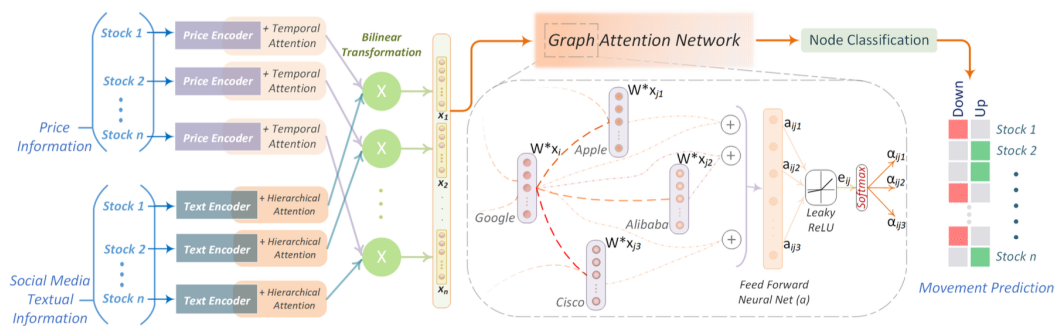 Stock 1
Stock 2
Stock n
Price
Information
Price Encoder
+ Temporal
Attention
Price Encoder
+ Temporal
Attention
Price Encoder
+ Temporal
Attention
Stock 1
Stock 2
Stock n
Social Media
Textual
Information
Text Encoder
+ Hierarchical
Attention
Text Encoder
+ Hierarchical
Attention
Text Encoder
+ Hierarchical
Attention
Bilinear
Transformation
X
X
X
x1
x2
xn
Graph Attention Network
Node Classification
W*xi
Google
W*xj1
Apple
W*xj2
Alibaba
W*xj3
Cisco
+
+
+
aij1
aij2
aij3
Feed Forward
Neural Net (a)
Leaky
ReLU
eij
Softmax
αij1
αij2
αij3
Down
Up
Stock 1
Stock 2
Stock n
Movement Prediction